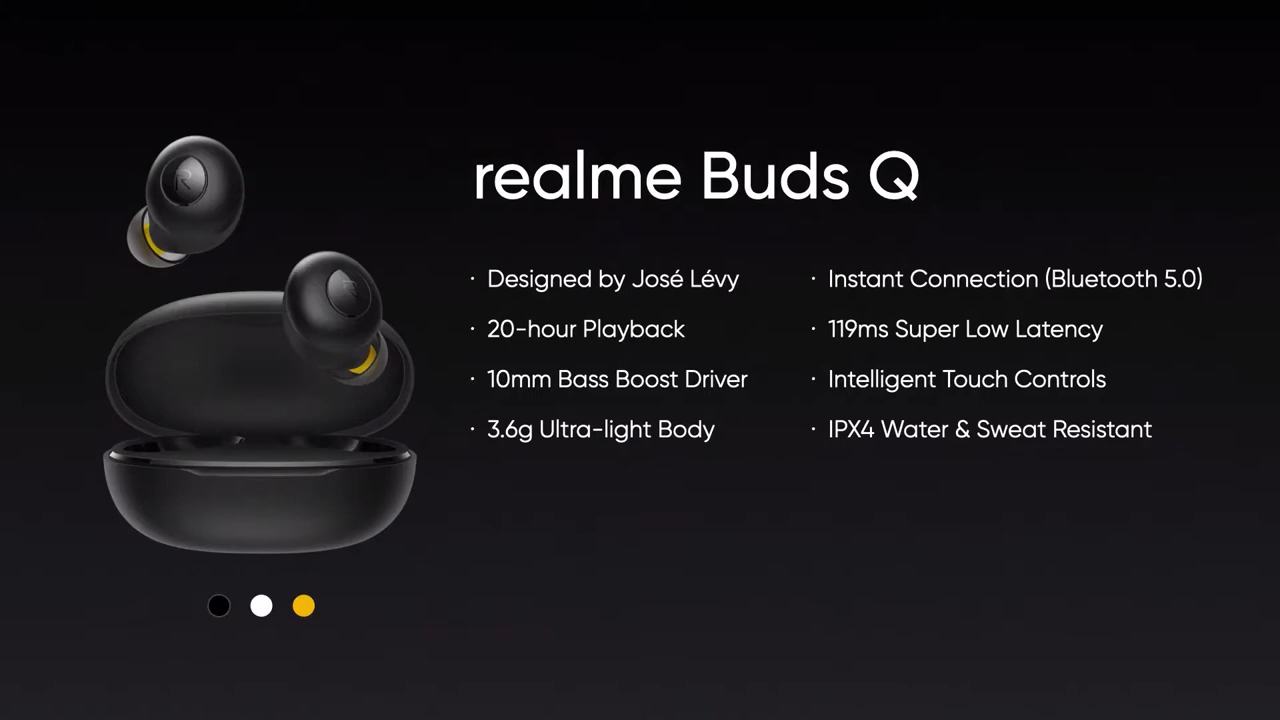 realme Buds Q
· Designed by José Lévy
· 20-hour Playback
· 10mm Bass Boost Driver
· 3.6g Ultra-light Body
· Instant Connection (Bluetooth 5.0)
· 119ms Super Low Latency
· Intelligent Touch Controls
· IPX4 Water & Sweat Resistant